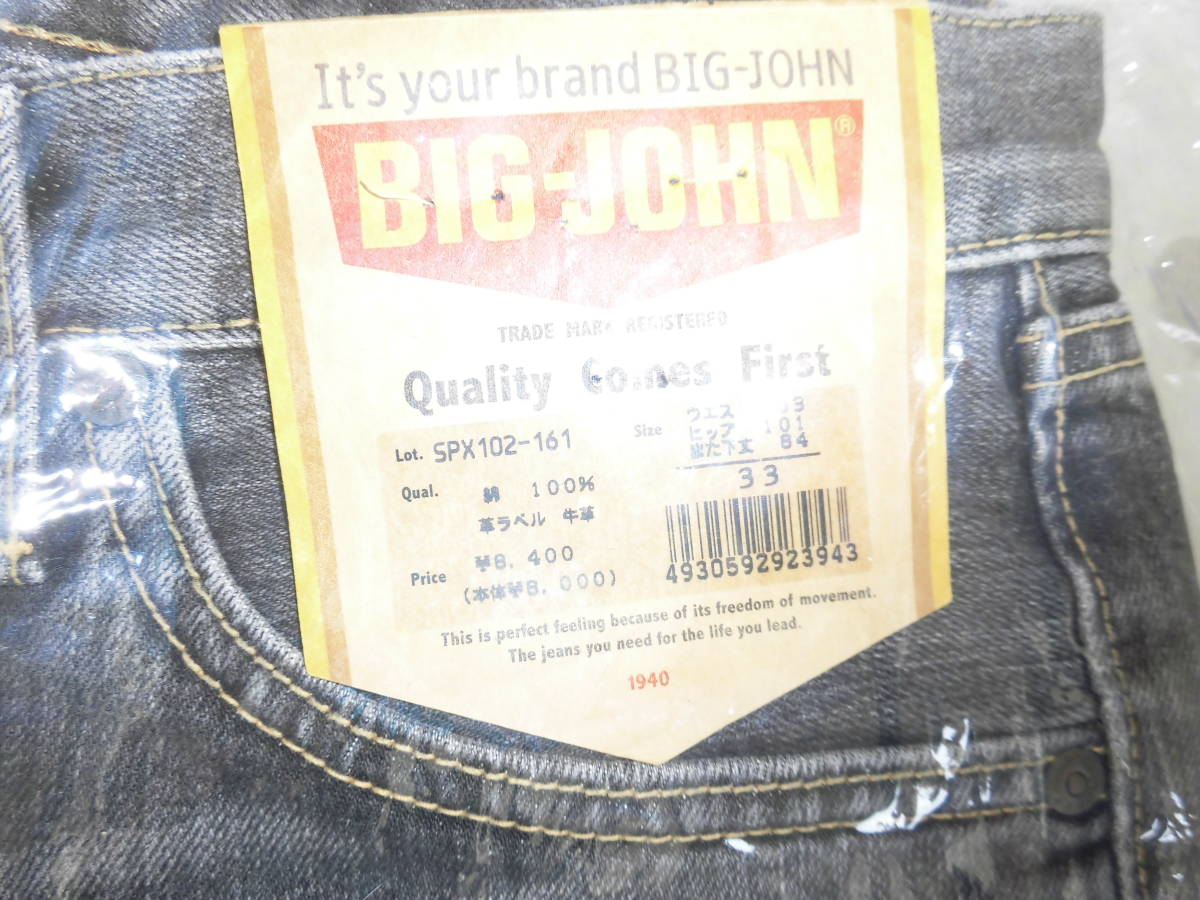 It's your brand BIG-JOHN
BIG-JOHN®
TRADE MARK REGISTERED
Quality Comes First
Lot. SPX102-161
Size ウエスト 83
ヒップ 101
また下丈 84
33
Qual. 綿 100%
革ラベル 牛革
Price ¥8,400
(本体¥8,000)
4930592923943
This is perfect feeling because of its freedom of movement.
The jeans you need for the life you lead.
1940